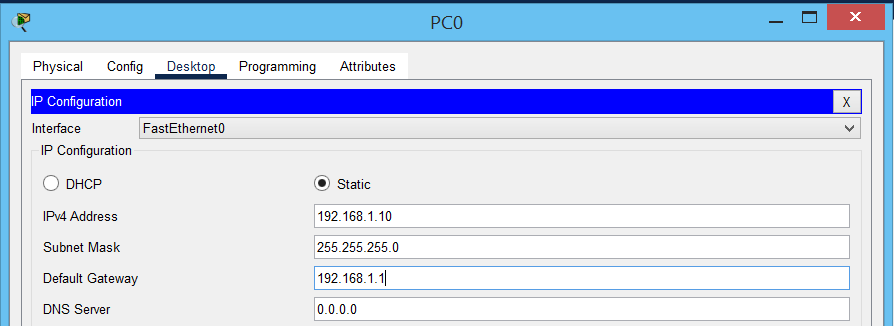 PC0
Physical Config Desktop Programming Attributes
IP Configuration X
Interface FastEthernet0
IP Configuration
DHCP Static
IPv4 Address 192.168.1.10
Subnet Mask 255.255.255.0
Default Gateway 192.168.1.1
DNS Server 0.0.0.0